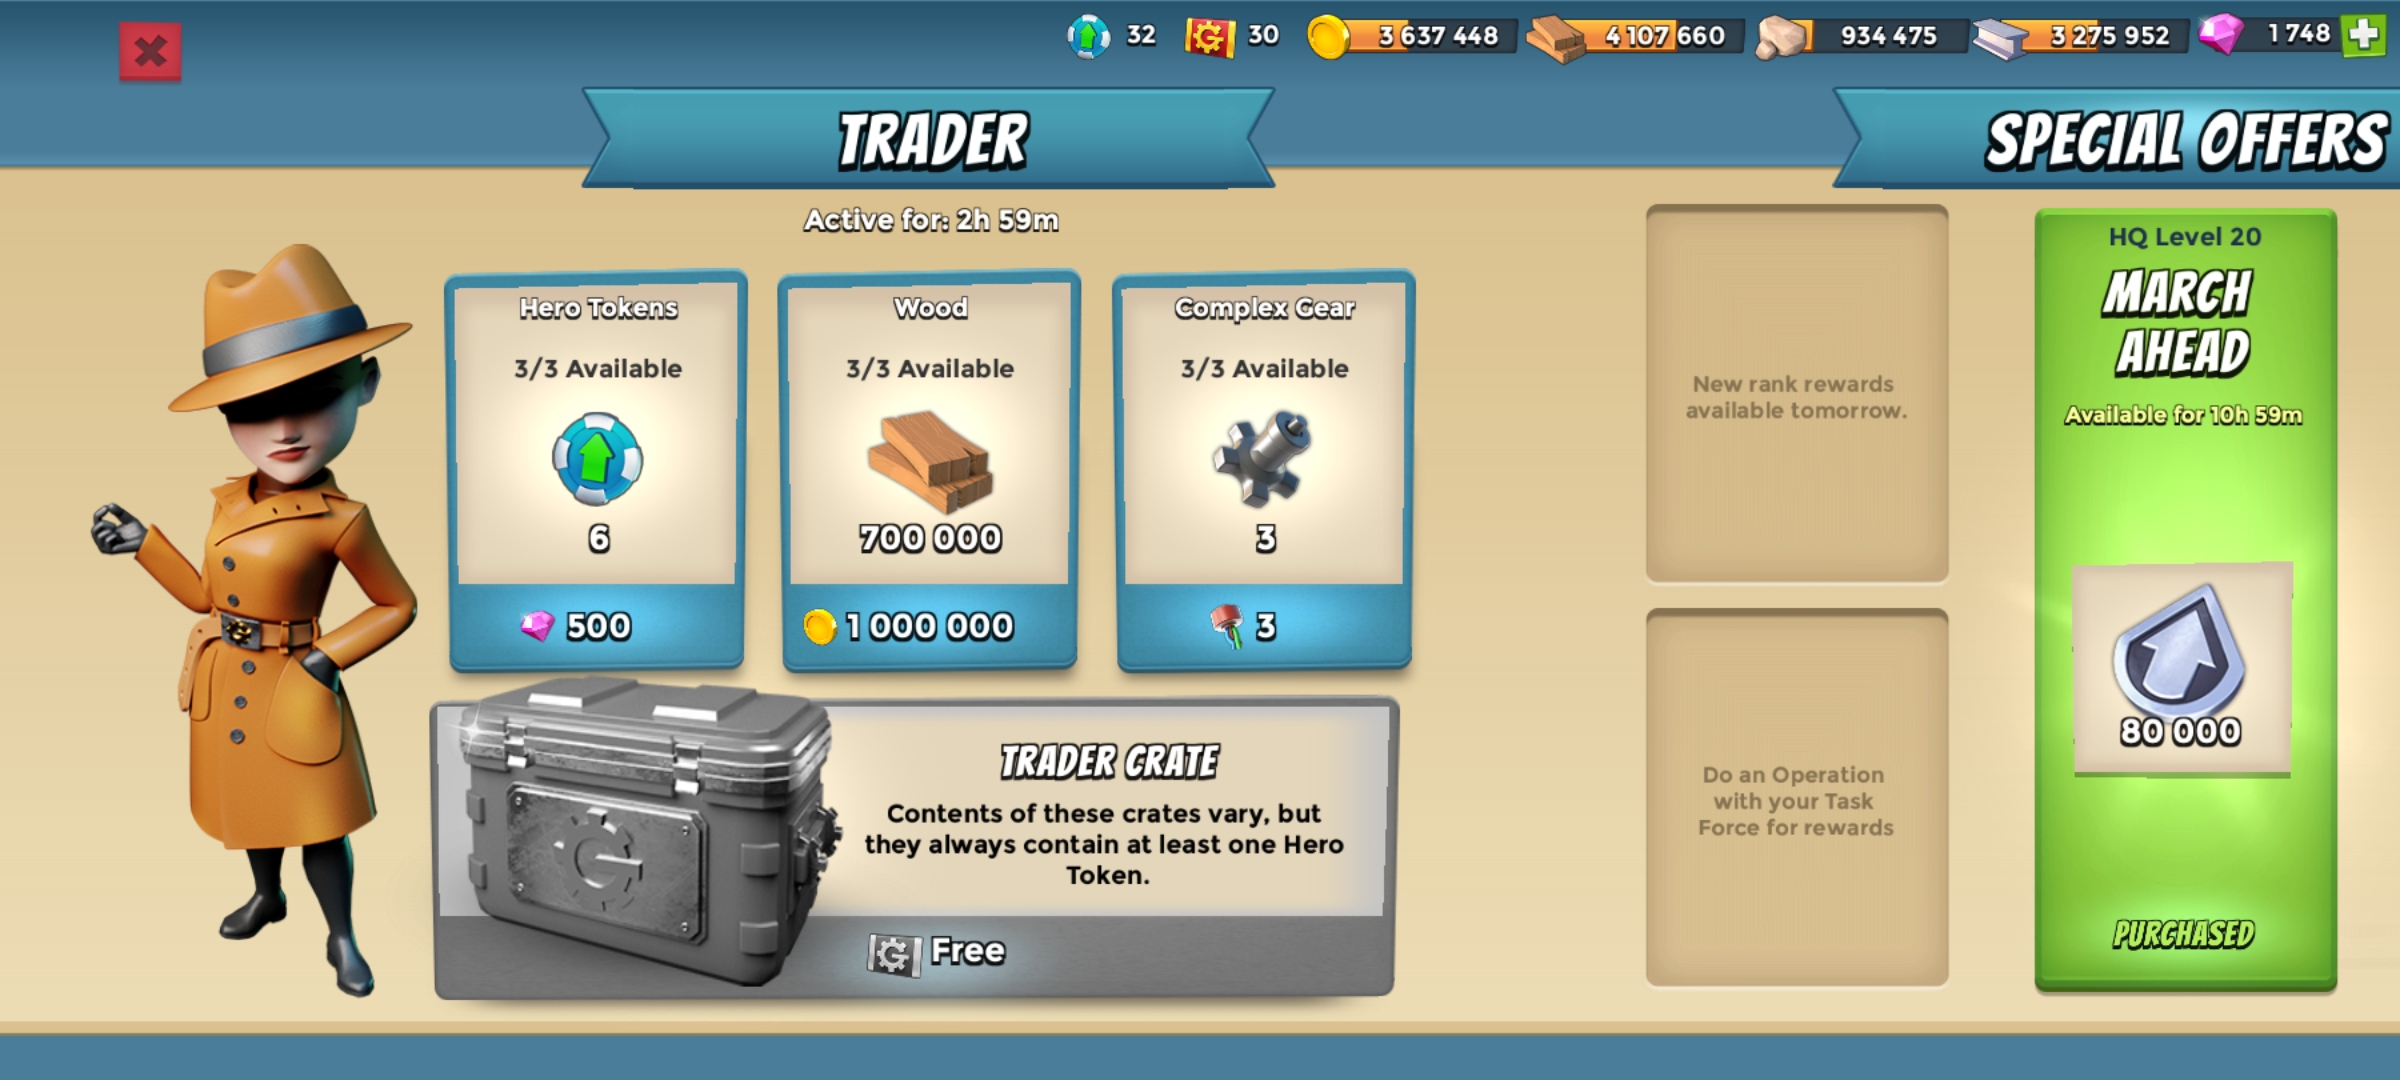 32
30
3 637 448
4 107 660
934 475
3 275 952
1 748
TRADER
SPECIAL OFFERS
Active for: 2h 59m
Hero Tokens
3/3 Available
6
500
Wood
3/3 Available
700 000
1 000 000
Complex Gear
3/3 Available
3
3
TRADER CRATE
Contents of these crates vary, but
they always contain at least one Hero
Token.
Free
New rank rewards
available tomorrow.
Do an Operation
with your Task
Force for rewards
HQ Level 20
MARCH
AHEAD
Available for 10h 59m
80 000
PURCHASED